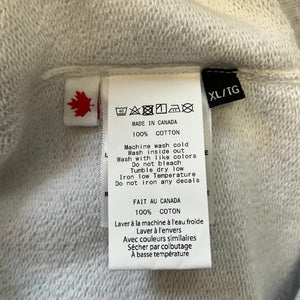 XL/TG
MADE IN CANADA
100% COTTON
Machine wash cold
Wash inside out
Wash with like colors
Do not bleach
Tumble dry low
Iron low Temperature
Do not iron any decals
FAIT AU CANADA
100% COTTON
Laver à la machine à l'eau froide
Laver à l'envers
Avec couleurs similaires
Sécher par culbutage
À basse température